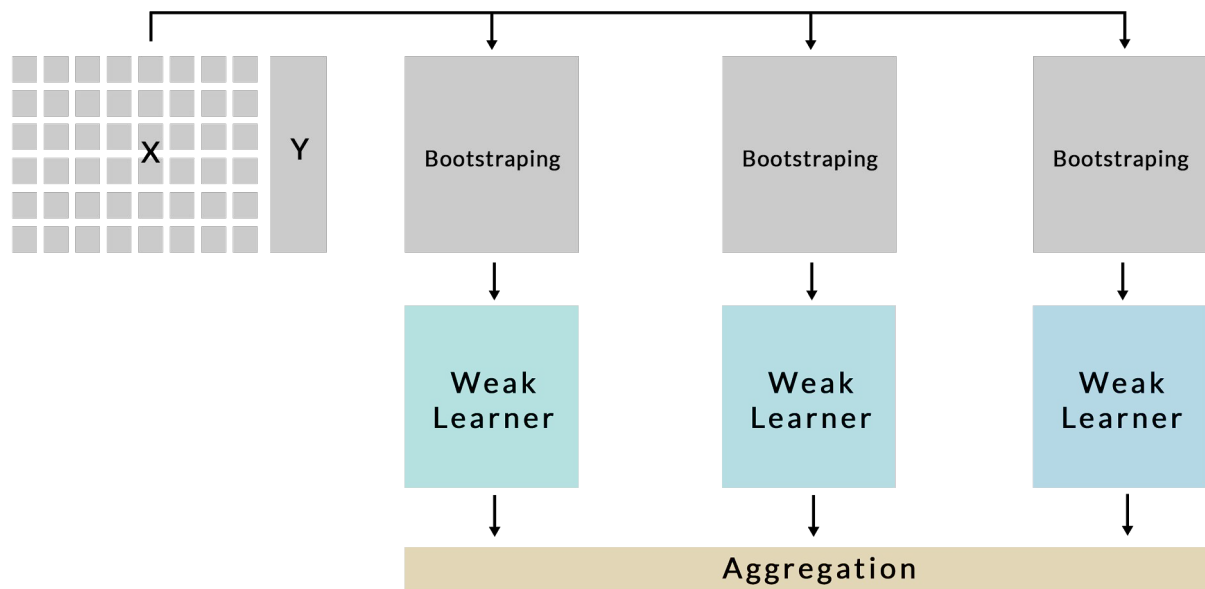 X
Y
Bootstraping
Bootstraping
Bootstraping
Weak
Learner
Weak
Learner
Weak
Learner
Aggregation